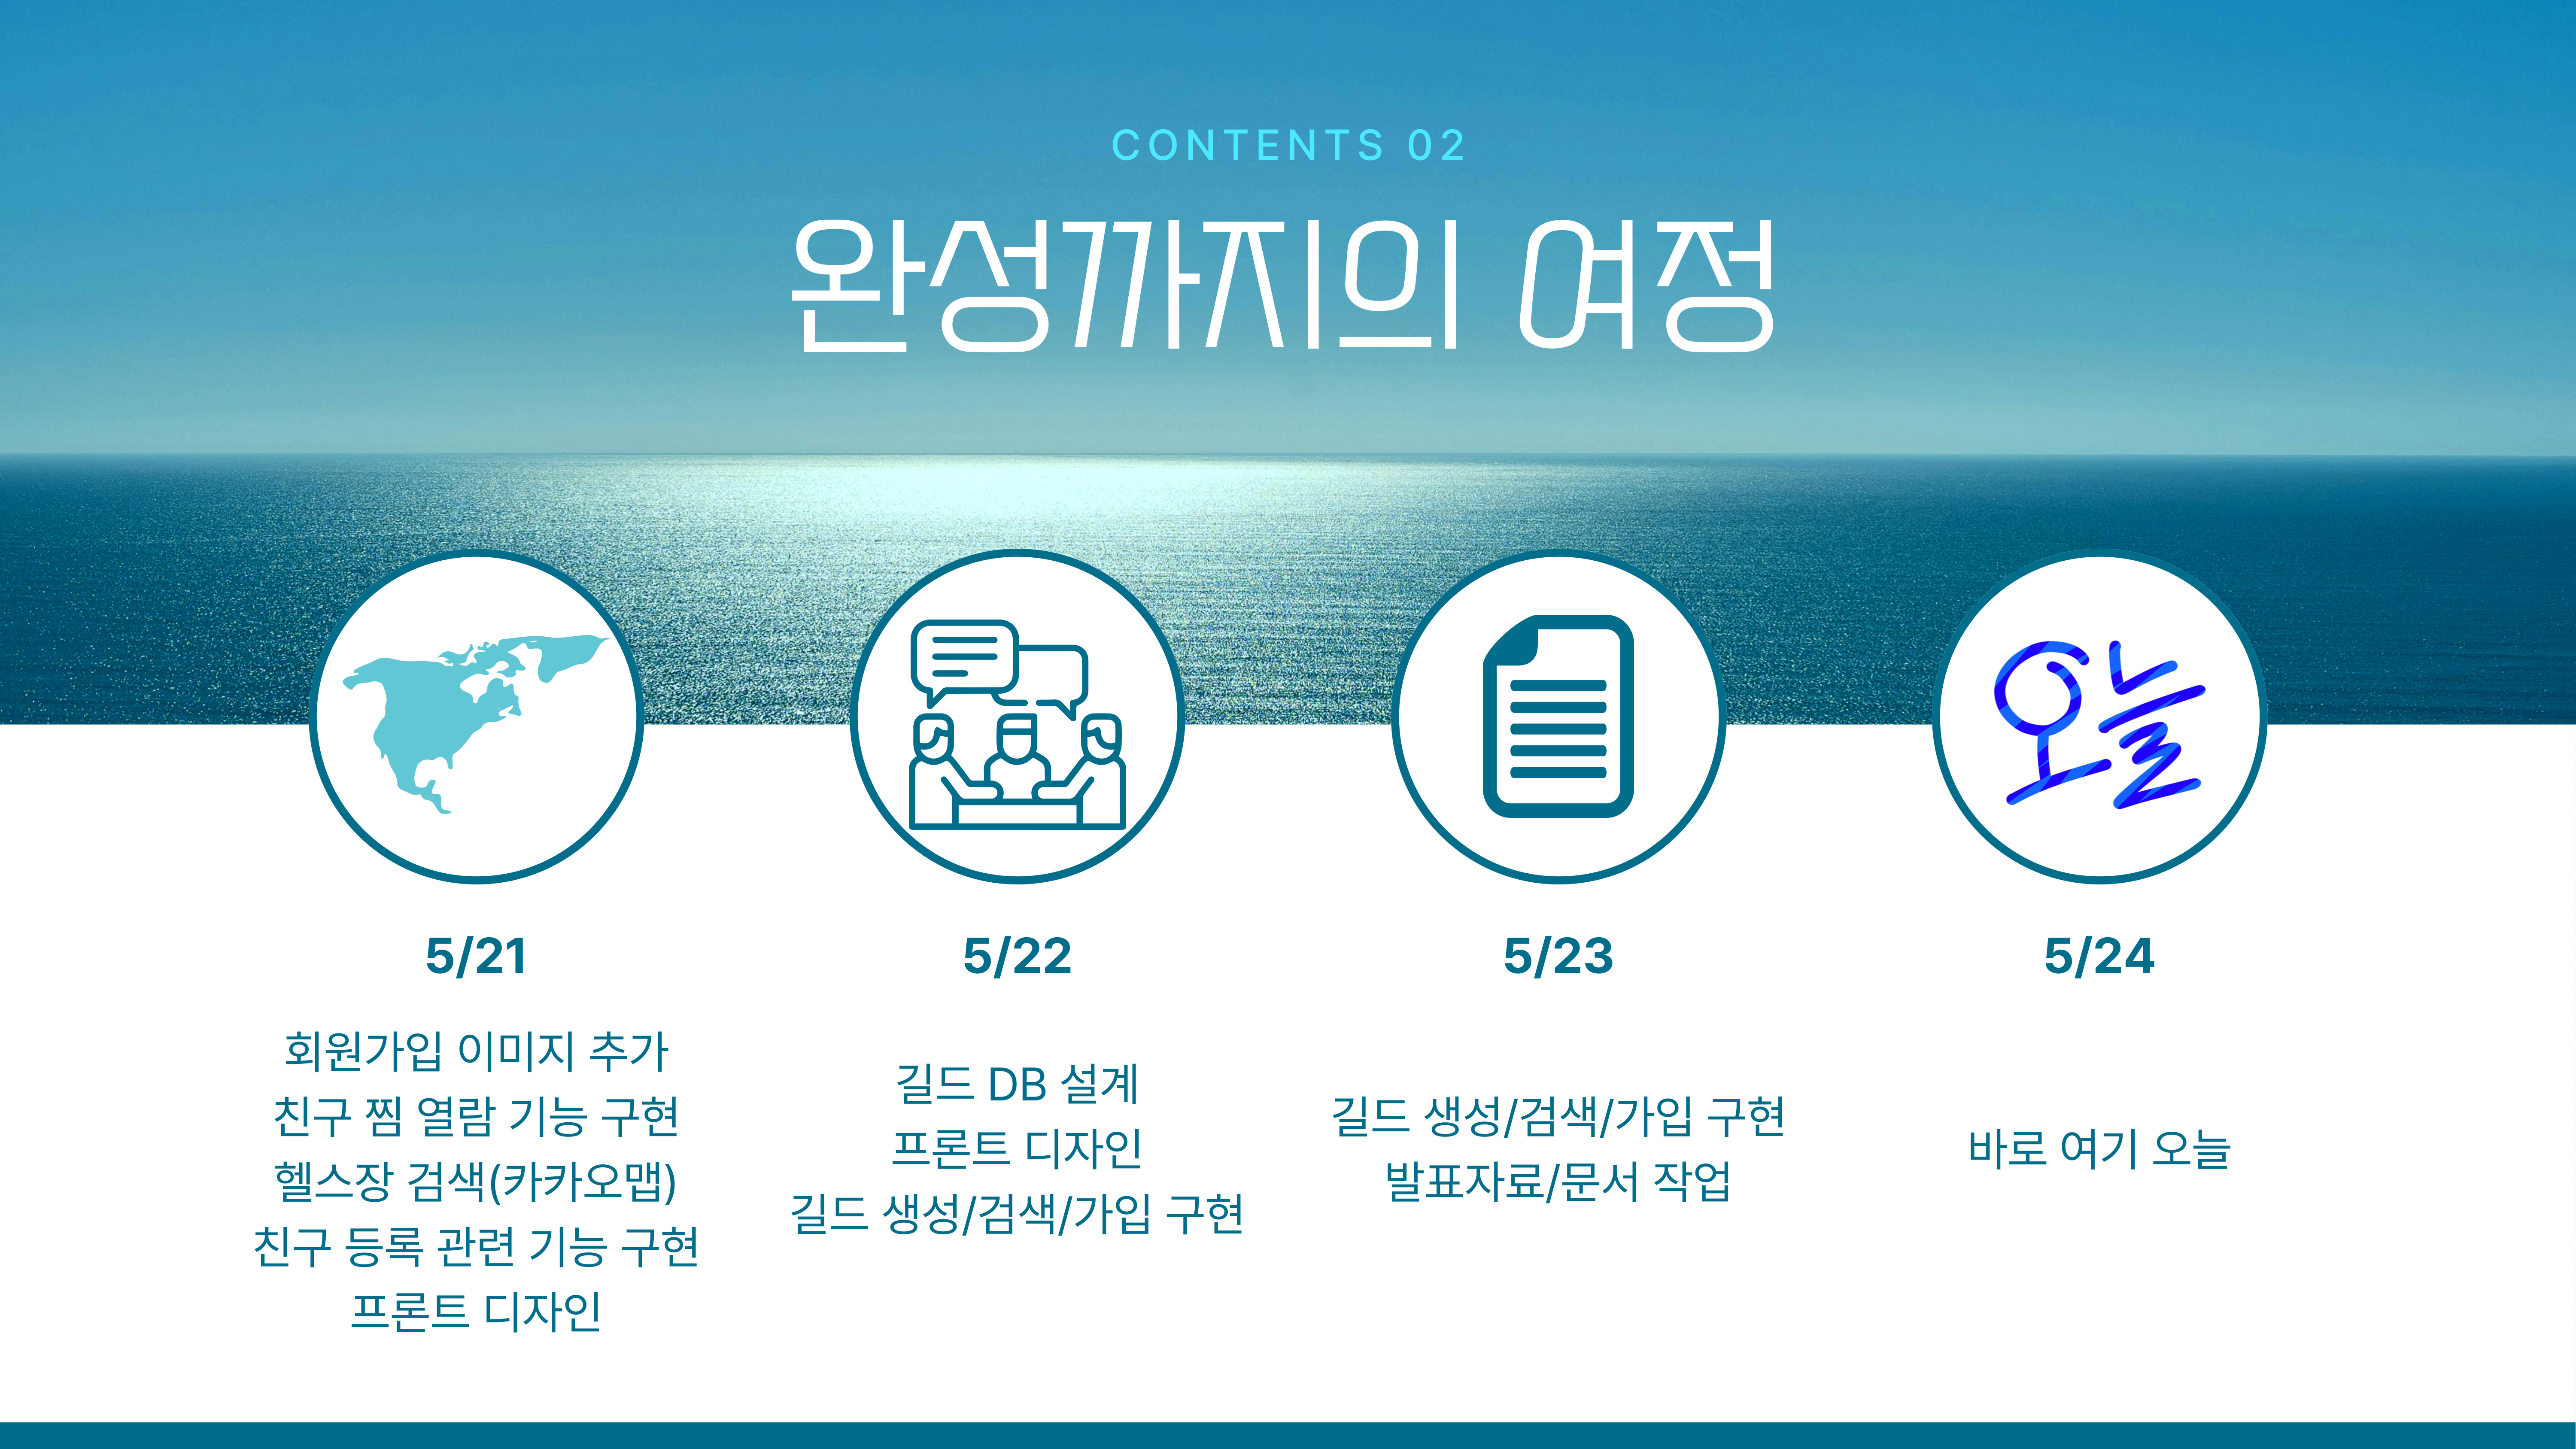 CONTENTS 02
완성까지의 여정
오늘
5/21
회원가입 이미지 추가
친구 찜 열람 기능 구현
헬스장 검색(카카오맵)
친구 등록 관련 기능 구현
프론트 디자인
5/22
길드 DB 설계
프론트 디자인
길드 생성/검색/가입 구현
5/23
길드 생성/검색/가입 구현
발표자료/문서 작업
5/24
바로 여기 오늘